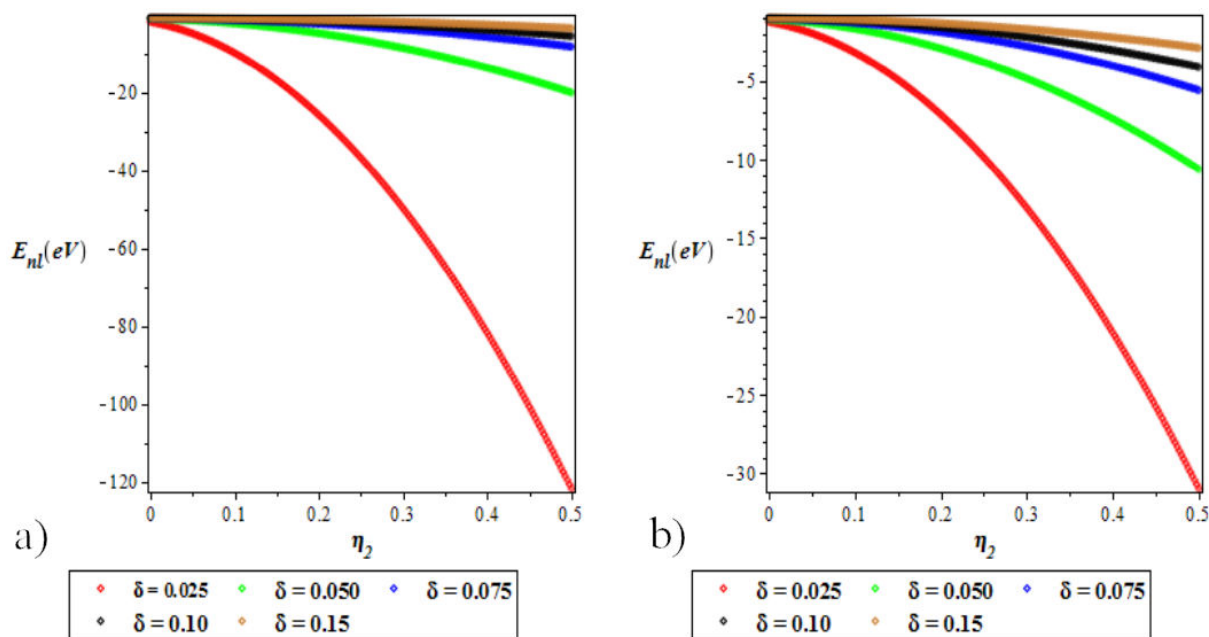 -20
-40
E_nl(eV)
-60
-80
-100
-120
0 0.1 0.2 0.3 0.4 0.5
η_2
a)
δ = 0.025 δ = 0.050 δ = 0.075
δ = 0.10 δ = 0.15
-5
-10
E_nl(eV)
-15
-20
-25
-30
0 0.1 0.2 0.3 0.4 0.5
η_2
b)
δ = 0.025 δ = 0.050 δ = 0.075
δ = 0.10 δ = 0.15